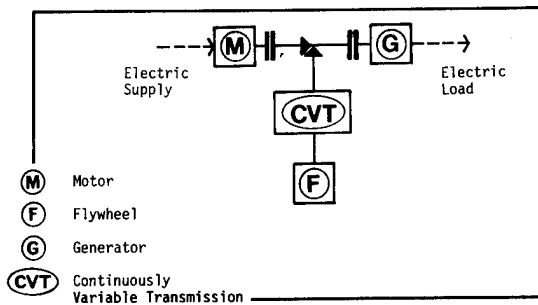 M
G
Electric
Supply
Electric
Load
CVT
F
M Motor
F Flywheel
G Generator
CVT Continuously
Variable Transmission